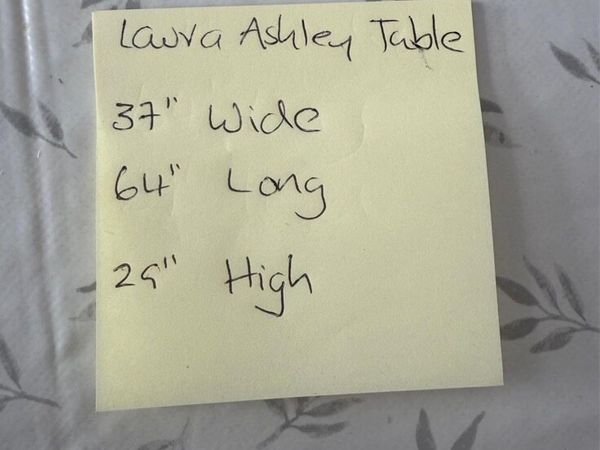 Laura Ashley Table
37" Wide
64" Long
29" High